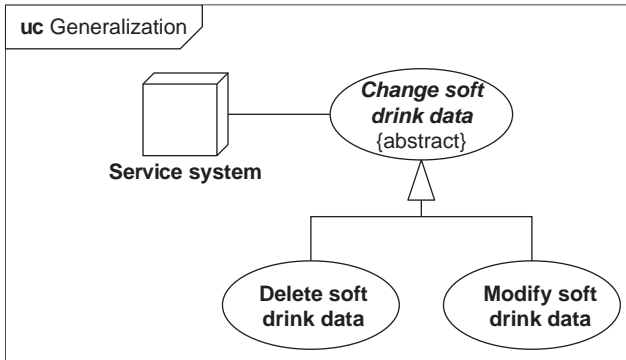 uc Generalization
Change soft
drink data
{abstract}
Service system
Delete soft
drink data
Modify soft
drink data